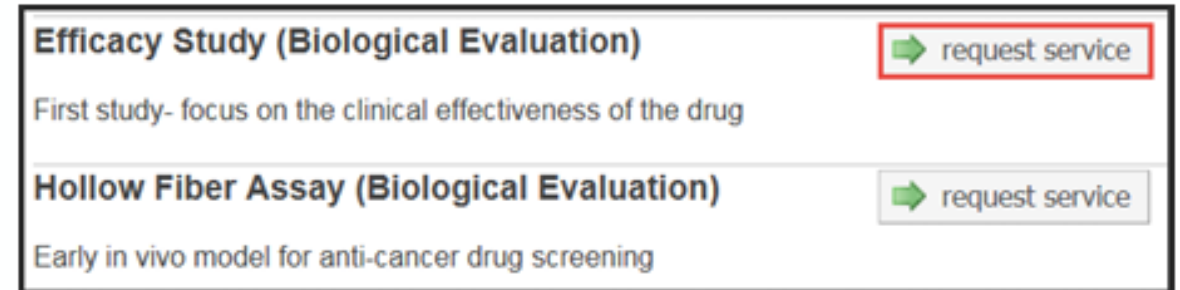 Efficacy Study (Biological Evaluation)
request service
First study- focus on the clinical effectiveness of the drug
Hollow Fiber Assay (Biological Evaluation)
request service
Early in vivo model for anti-cancer drug screening